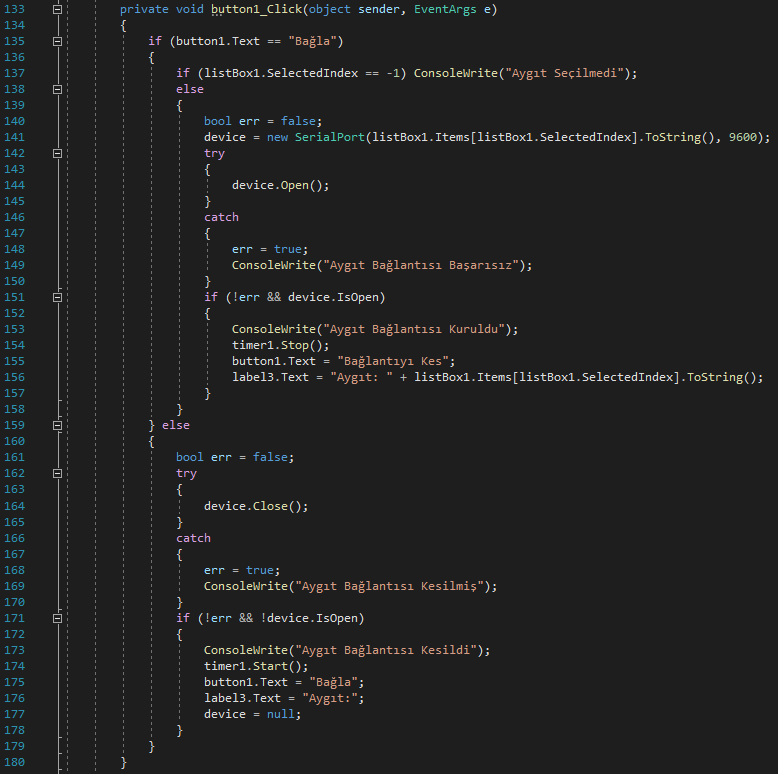 133 private void button1_Click(object sender, EventArgs e)
134 {
135 if (button1.Text == "Bağla")
136 {
137 if (listBox1.SelectedIndex == -1) ConsoleWrite("Aygıt Seçilmedi");
138 else
139 {
140 bool err = false;
141 device = new SerialPort(listBox1.Items[listBox1.SelectedIndex].ToString(), 9600);
142 try
143 {
144 device.Open();
145 }
146 catch
147 {
148 err = true;
149 ConsoleWrite("Aygıt Bağlantısı Başarısız");
150 }
151 if (!err && device.IsOpen)
152 {
153 ConsoleWrite("Aygıt Bağlantısı Kuruldu");
154 timer1.Stop();
155 button1.Text = "Bağlantıyı Kes";
156 label3.Text = "Aygıt: " + listBox1.Items[listBox1.SelectedIndex].ToString();
157 }
158 }
159 } else
160 {
161 bool err = false;
162 try
163 {
164 device.Close();
165 }
166 catch
167 {
168 err = true;
169 ConsoleWrite("Aygıt Bağlantısı Kesilmiş");
170 }
171 if (!err && !device.IsOpen)
172 {
173 ConsoleWrite("Aygıt Bağlantısı Kesildi");
174 timer1.Start();
175 button1.Text = "Bağla";
176 label3.Text = "Aygıt:";
177 device = null;
178 }
179 }
180 }